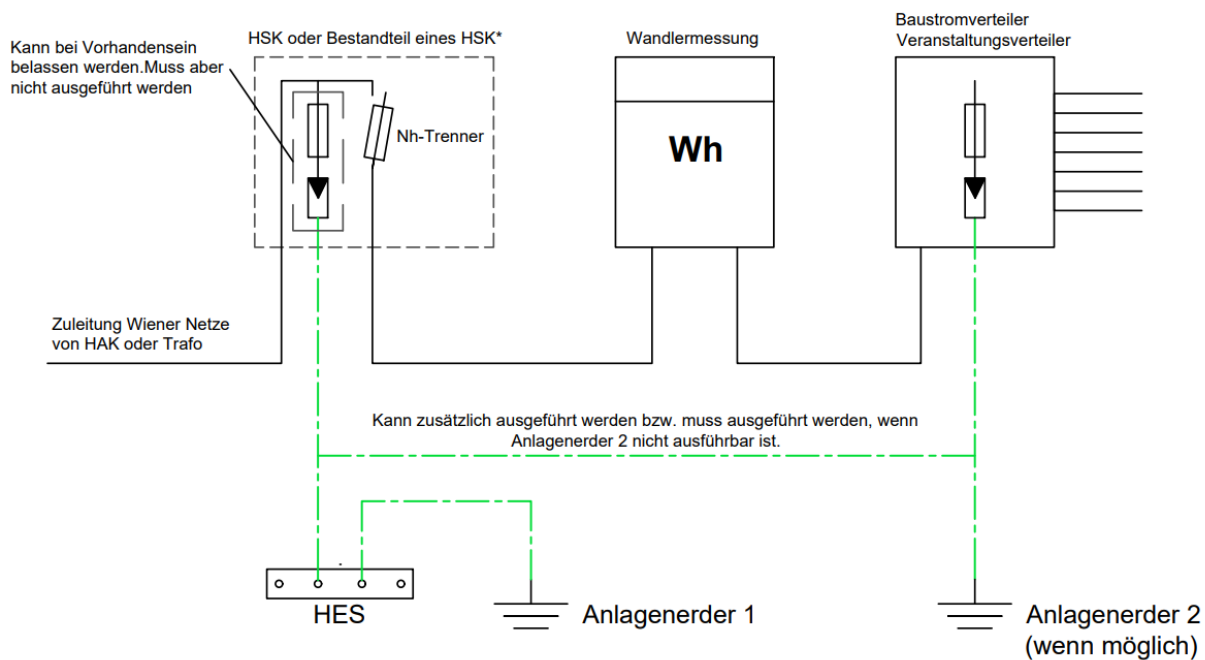 Kann bei Vorhandensein
belassen werden.Muss aber
nicht ausgeführt werden
HSK oder Bestandteil eines HSK*
Nh-Trenner
Wandlermessung
Wh
Baustromverteiler
Veranstaltungsverteiler
Zuleitung Wiener Netze
von HAK oder Trafo
Kann zusätzlich ausgeführt werden bzw. muss ausgeführt werden, wenn
Anlagenerder 2 nicht ausführbar ist.
HES
Anlagenerder 1
Anlagenerder 2
(wenn möglich)